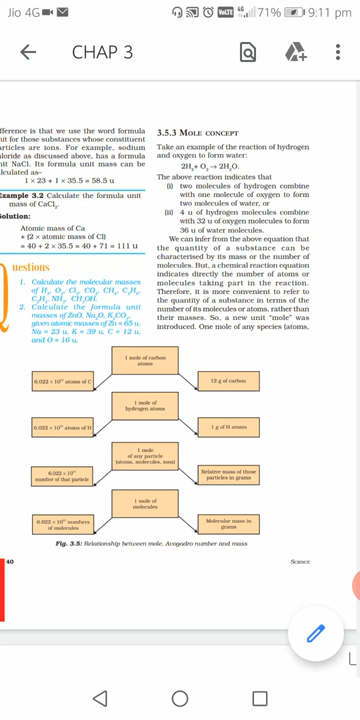 Jio 4G
VoLTE
4G
71%
9:11 pm
CHAP 3
ifference is that we use the word formula
nit for those substances whose constituent
articles are ions. For example, sodium
loride as discussed above, has a formula
nit NaCl. Its formula unit mass can be
lculated as–
1 × 23 + 1 × 35.5 = 58.5 u
Example 3.2 Calculate the formula unit
mass of CaCl₂.
Solution:
Atomic mass of Ca
+ (2 × atomic mass of Cl)
= 40 + 2 × 35.5 = 40 + 71 = 111 u
Questions
1. Calculate the molecular masses
of H₂, O₂, Cl₂, CO₂, CH₄, C₂H₆,
C₂H₄, NH₃, CH₃OH.
2. Calculate the formula unit
masses of ZnO, Na₂O, K₂CO₃,
given atomic masses of Zn = 65 u,
Na = 23 u, K = 39 u, C = 12 u,
and O = 16 u.
3.5.3 MOLE CONCEPT
Take an example of the reaction of hydrogen
and oxygen to form water:
2H₂+ O₂ → 2H₂O.
The above reaction indicates that
(i) two molecules of hydrogen combine
with one molecule of oxygen to form
two molecules of water, or
(ii) 4 u of hydrogen molecules combine
with 32 u of oxygen molecules to form
36 u of water molecules.
We can infer from the above equation that
the quantity of a substance can be
characterised by its mass or the number of
molecules. But, a chemical reaction equation
indicates directly the number of atoms or
molecules taking part in the reaction.
Therefore, it is more convenient to refer to
the quantity of a substance in terms of the
number of its molecules or atoms, rather than
their masses. So, a new unit “mole” was
introduced. One mole of any species (atoms,
1 mole of carbon
atoms
6.022 × 10²³ atoms of C
12 g of carbon
1 mole of
hydrogen atoms
6.022 × 10²³ atoms of H
1 g of H atoms
1 mole
of any particle
(atoms, molecules, ions)
6.022 × 10²³
number of that particle
Relative mass of those
particles in grams
1 mole of
molecules
6.022 × 10²³ numbers
of molecules
Molecular mass in
grams
Fig. 3.5: Relationship between mole, Avogadro number and mass
40
SCIENCE
L